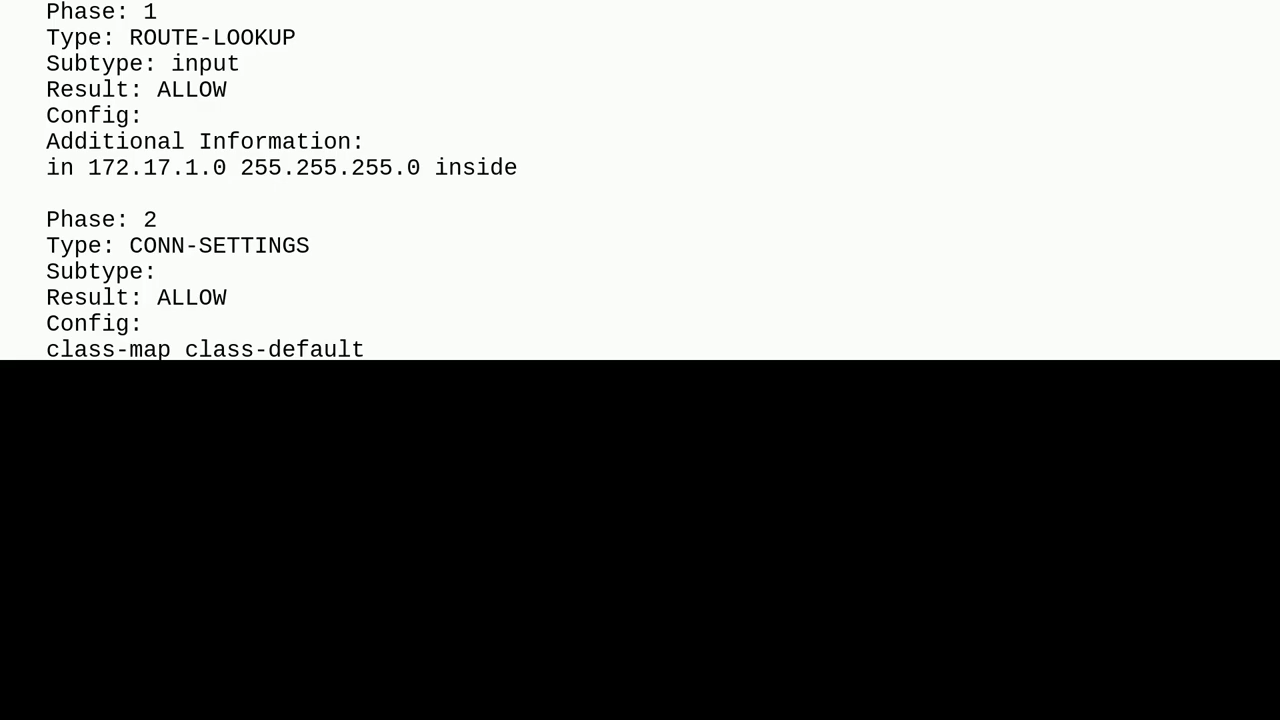 Phase: 1
Type: ROUTE-LOOKUP
Subtype: input
Result: ALLOW
Config:
Additional Information:
in 172.17.1.0 255.255.255.0 inside

Phase: 2
Type: CONN-SETTINGS
Subtype:
Result: ALLOW
Config:
class-map class-default